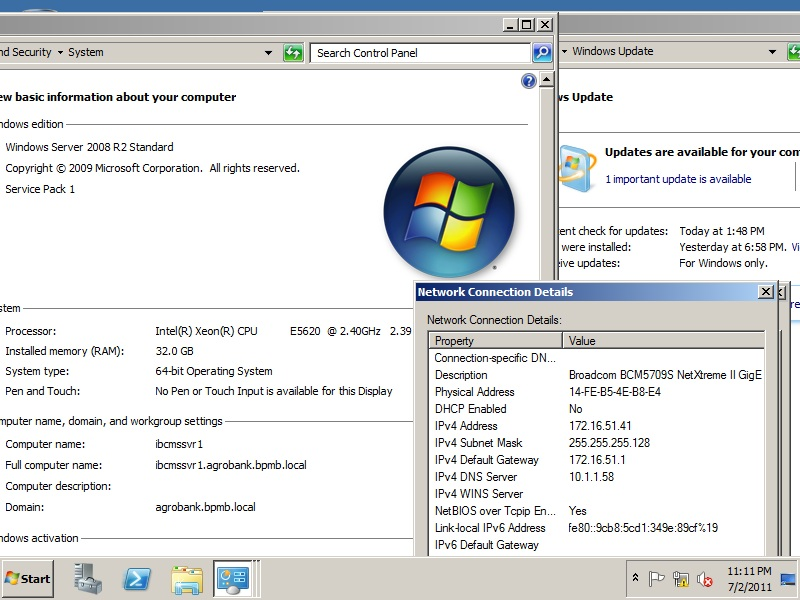 nd Security ▸ System
Search Control Panel
Windows Update
ew basic information about your computer
ndows edition
Windows Server 2008 R2 Standard
Copyright © 2009 Microsoft Corporation. All rights reserved.
Service Pack 1
ws Update
Updates are available for your com
1 important update is available
ent check for updates: Today at 1:48 PM
were installed: Yesterday at 6:58 PM. Vi
eive updates: For Windows only.
stem
Processor: Intel(R) Xeon(R) CPU E5620 @ 2.40GHz 2.39
Installed memory (RAM): 32.0 GB
System type: 64-bit Operating System
Pen and Touch: No Pen or Touch Input is available for this Display
mputer name, domain, and workgroup settings
Computer name: ibcmssvr1
Full computer name: ibcmssvr1.agrobank.bpmb.local
Computer description:
Domain: agrobank.bpmb.local
ndows activation
Network Connection Details
re
Network Connection Details:
Property Value
Connection-specific DN...
Description Broadcom BCM5709S NetXtreme II GigE
Physical Address 14-FE-B5-4E-B8-E4
DHCP Enabled No
IPv4 Address 172.16.51.41
IPv4 Subnet Mask 255.255.255.128
IPv4 Default Gateway 172.16.51.1
IPv4 DNS Server 10.1.1.58
IPv4 WINS Server
NetBIOS over Tcpip En... Yes
Link-local IPv6 Address fe80::9cb8:5cd1:349e:89cf%19
IPv6 Default Gateway
Start
11:11 PM
7/2/2011